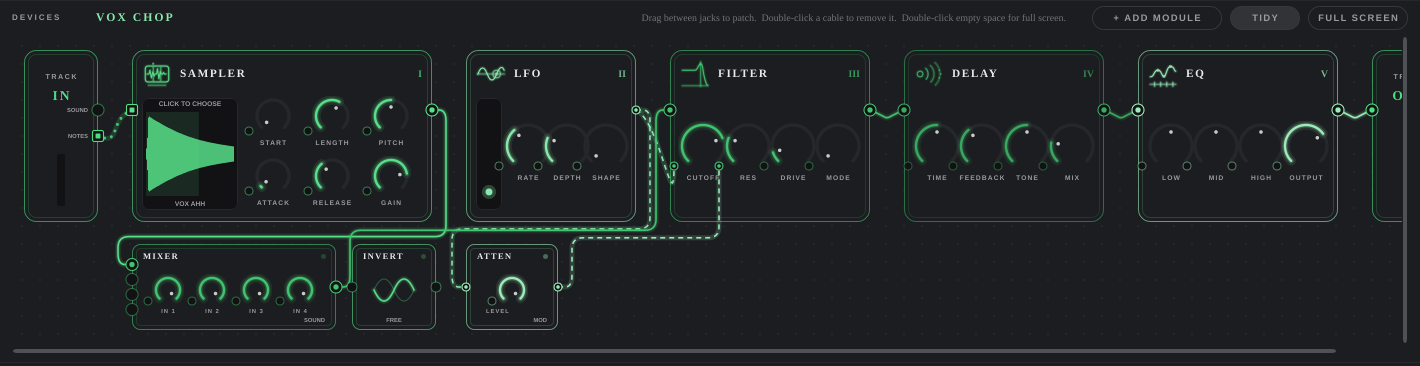 DEVICES VOX CHOP Drag between jacks to patch. Double-click a cable to remove it. Double-click empty space for full screen. + ADD MODULE TIDY FULL SCREEN
TRACK
IN
SOUND
NOTES
SAMPLER I
CLICK TO CHOOSE
VOX AHH
START LENGTH PITCH
ATTACK RELEASE GAIN
LFO II
RATE DEPTH SHAPE
FILTER III
CUTOFF RES DRIVE MODE
DELAY IV
TIME FEEDBACK TONE MIX
EQ V
LOW MID HIGH OUTPUT
MIXER
IN 1 IN 2 IN 3 IN 4
SOUND
INVERT
FREE
ATTEN
LEVEL
MOD